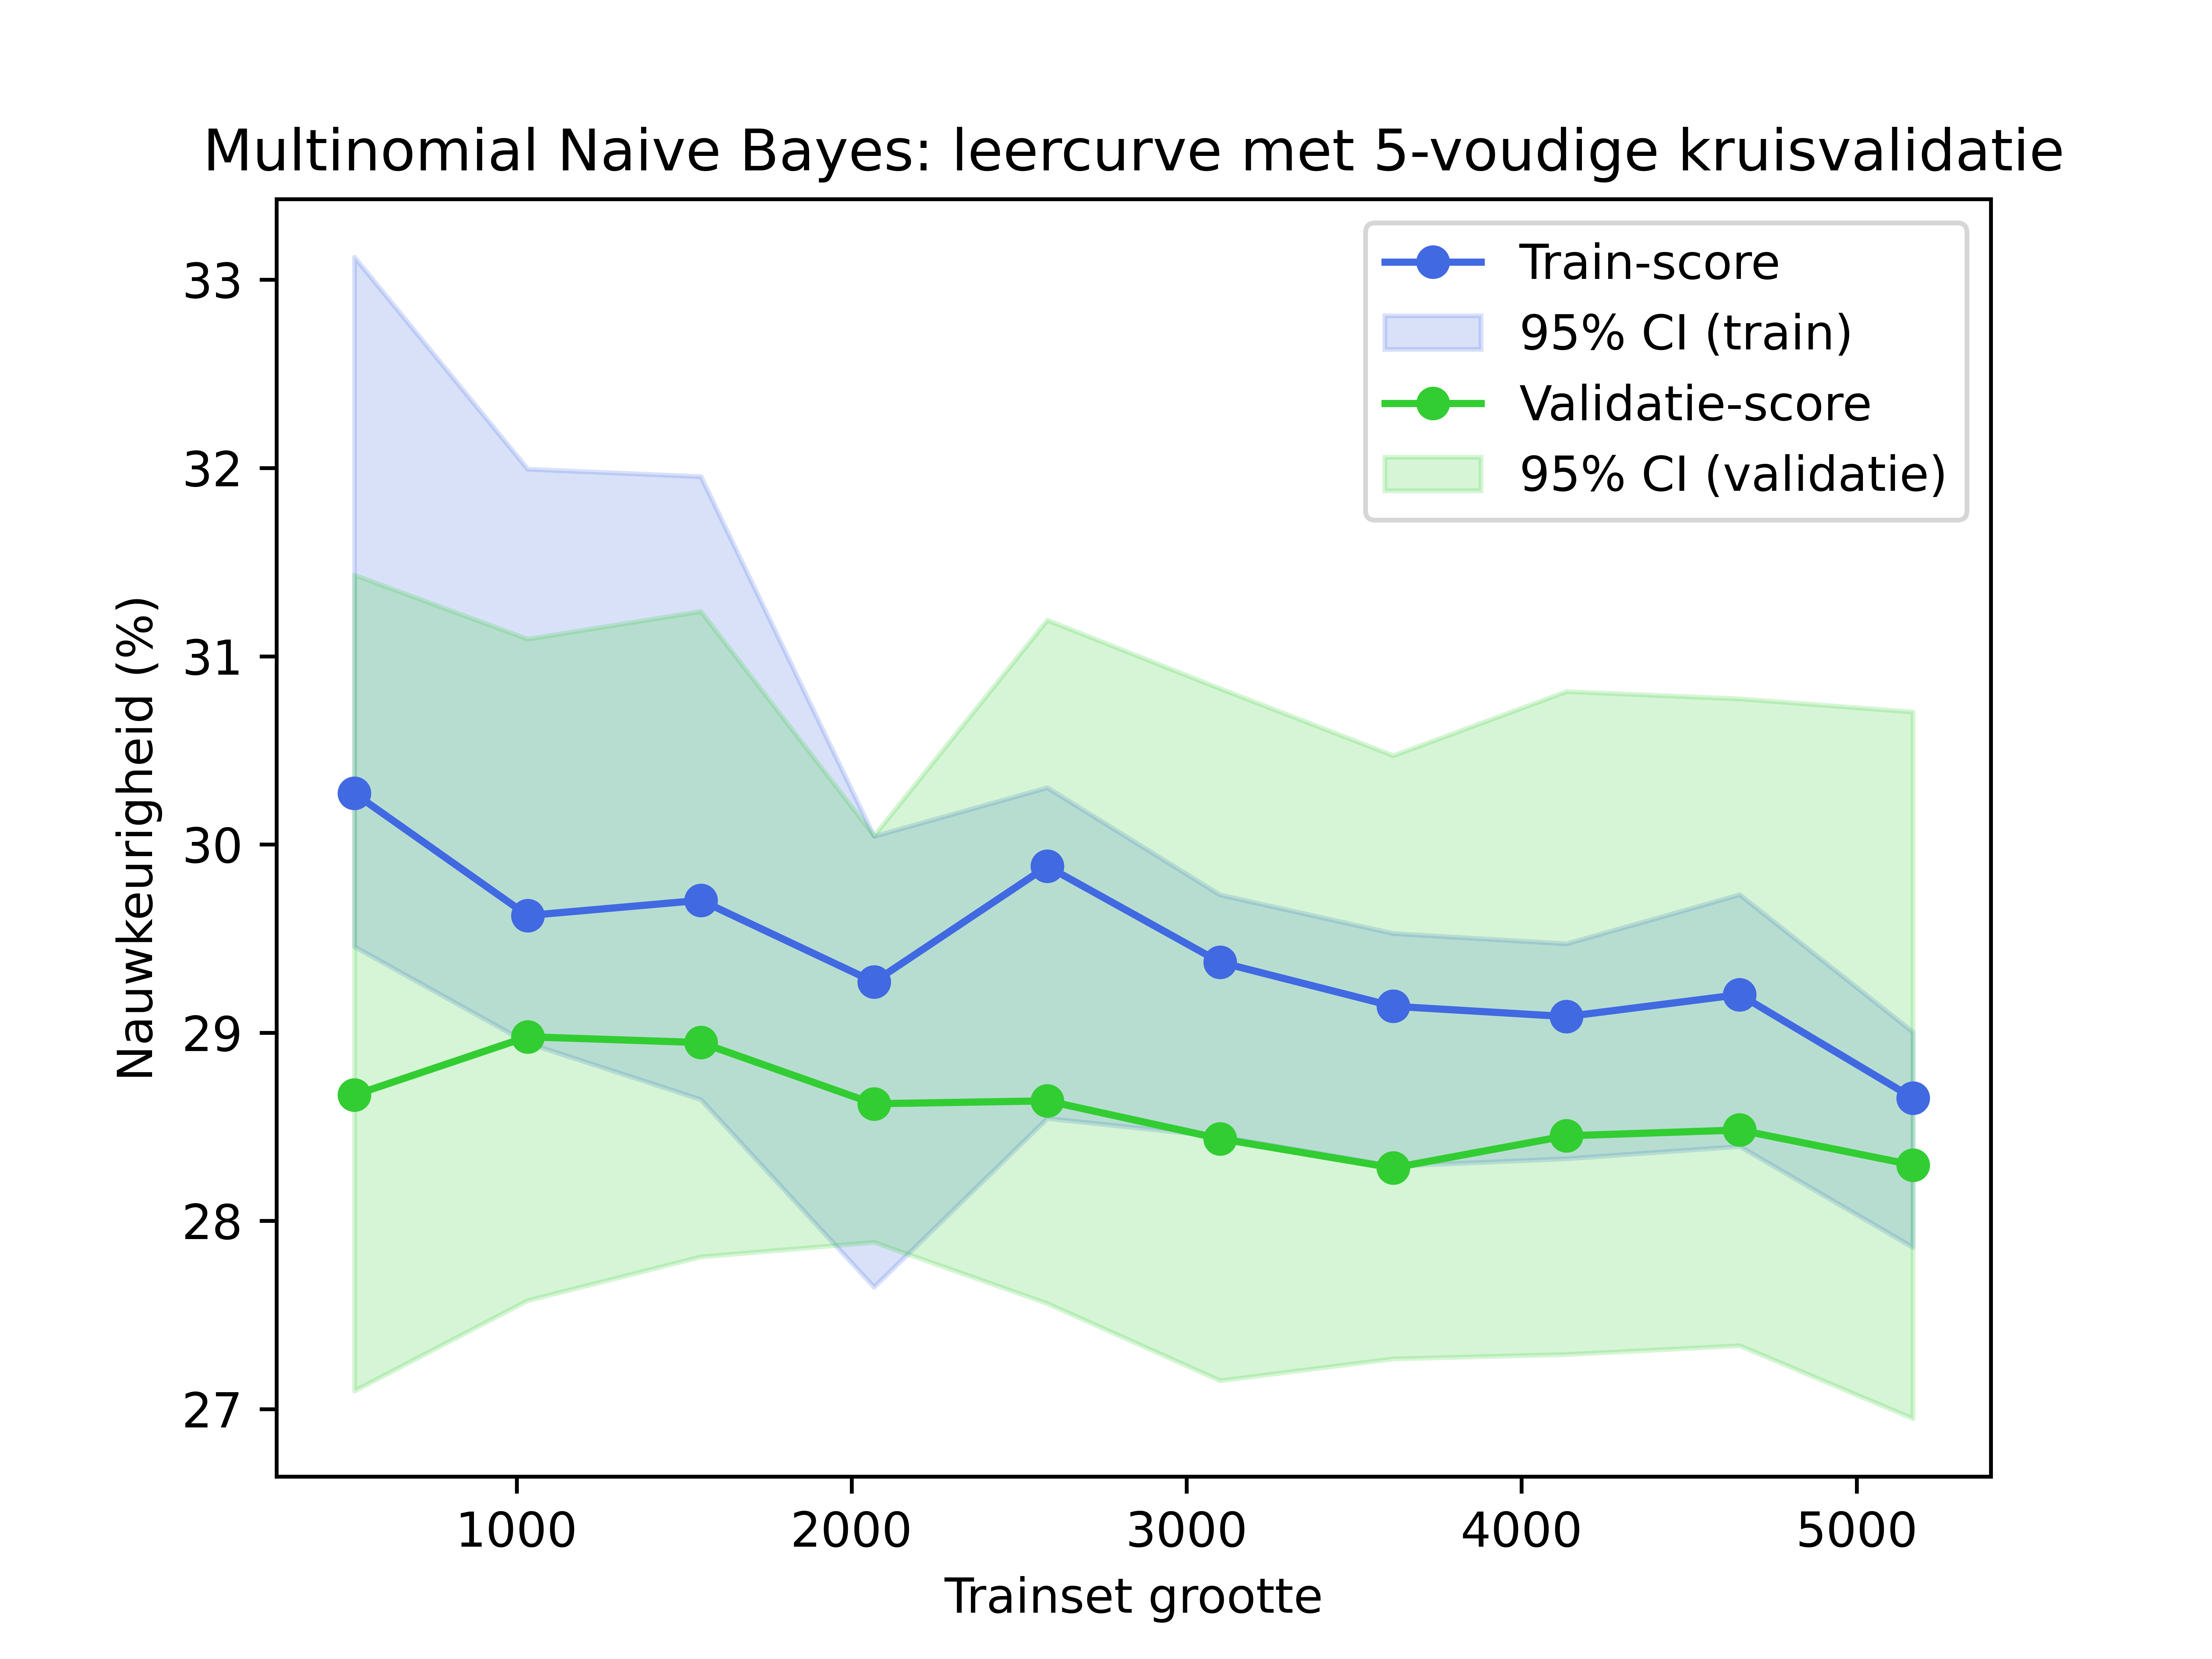 Multinomial Naive Bayes: leercurve met 5-voudige kruisvalidatie
Train-score
95% CI (train)
Validatie-score
95% CI (validatie)
Nauwkeurigheid (%)
33
32
31
30
29
28
27
1000 2000 3000 4000 5000
Trainset grootte